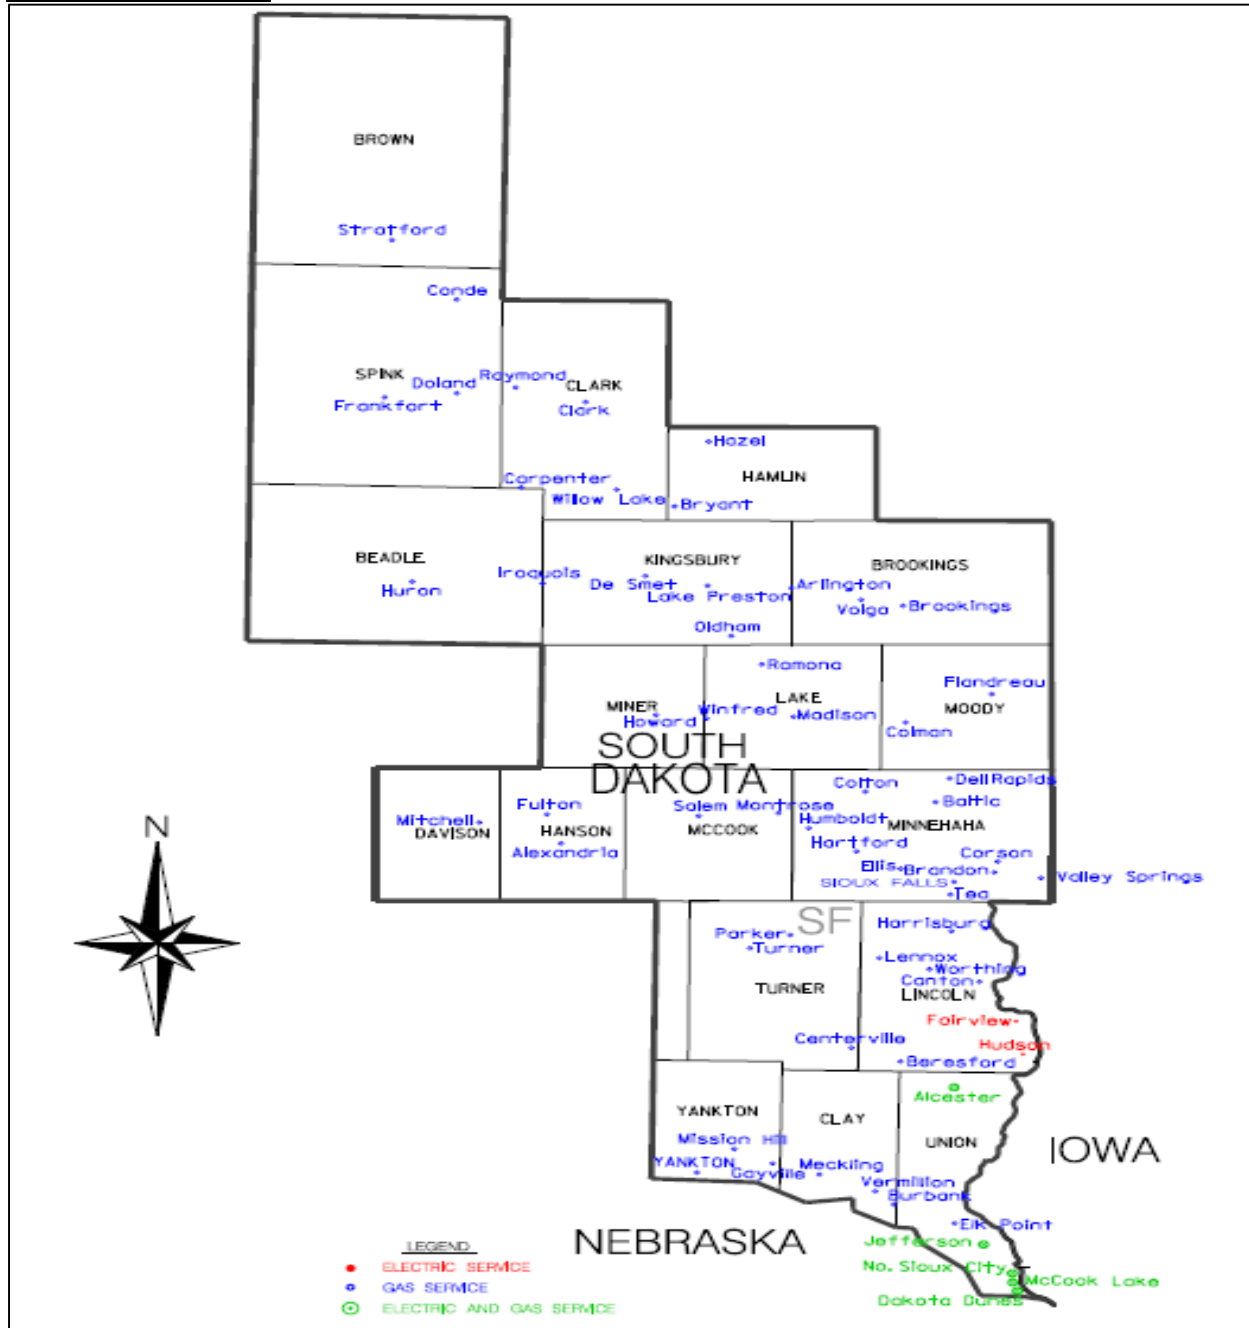 BROWN
Stratford
Conde
SPINK
Doland
Raymond
CLARK
Frankfort
Clark
Hazel
HAMLIN
Carpenter
Willow Lake
Bryant
BEADLE
KINGSBURY
BROOKINGS
Iroquois
Huron
De Smet
Lake Preston
Arlington
Volga
Brookings
Oldham
Ramona
Flandreau
MINER
LAKE
MOODY
Howard
Winfred
Madison
Colman
SOUTH
DAKOTA
Colton
Dell Rapids
Baltic
Mitchell
DAVISON
Fulton
HANSON
Alexandria
Salem
Montrose
MCCOOK
Humboldt
MINNEHAHA
Hartford
Corson
Ellis
Brandon
SIOUX FALLS
Valley Springs
Tea
N
SF
Harrisburg
Parker
Turner
Lennox
Worthing
Canton
TURNER
LINCOLN
Fairview
Hudson
Centerville
Beresford
Alcester
YANKTON
CLAY
UNION
IOWA
Mission Hill
YANKTON
Gayville
Meckling
Vermillion
Burbank
Elk Point
NEBRASKA
Jefferson
No. Sioux City
McCook Lake
Dakota Dunes
LEGEND
ELECTRIC SERVICE
GAS SERVICE
ELECTRIC AND GAS SERVICE